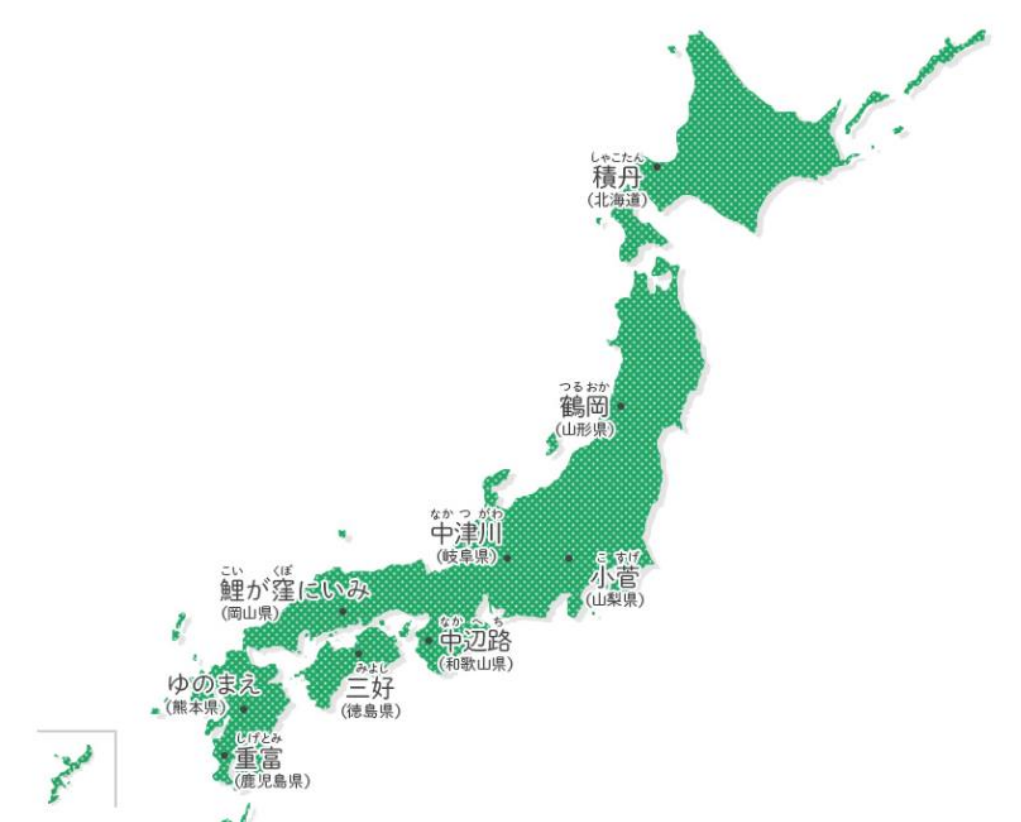 しゃこたん
積丹
(北海道)
つるおか
鶴岡
(山形県)
なか つ がわ
中津川
(岐阜県)
こ すげ
小菅
(山梨県)
こい くぼ
鯉が窪にいみ
(岡山県)
なか へ ち
中辺路
(和歌山県)
みよし
三好
(徳島県)
ゆのまえ
(熊本県)
しげとみ
重富
(鹿児島県)